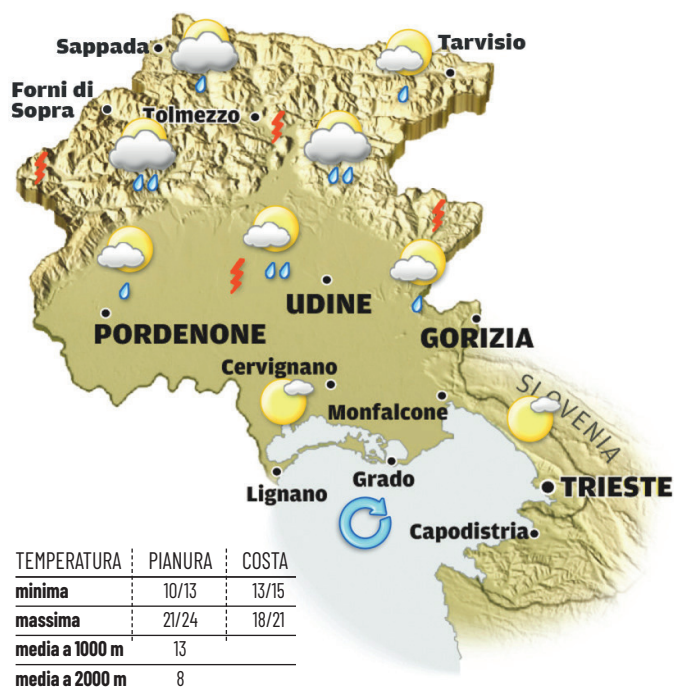 Sappada
Tarvisio
Forni di
Sopra
Tolmezzo
UDINE
PORDENONE
GORIZIA
Cervignano
Monfalcone
SLOVENIA
Lignano
Grado
TRIESTE
Capodistria
TEMPERATURA PIANURA COSTA
minima 10/13 13/15
massima 21/24 18/21
media a 1000 m 13
media a 2000 m 8